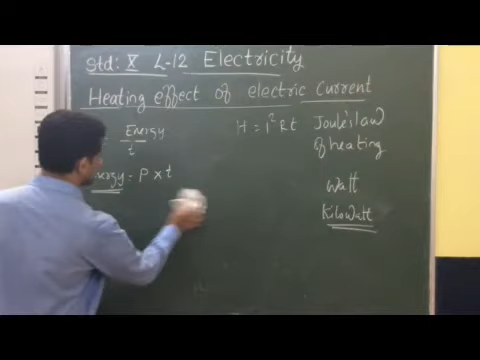 Std: X L-12 Electricity
Heating effect of electric Current
= Energy
t
Energy = P x t
H = I²Rt Joule's law
of heating
Watt
KiloWatt